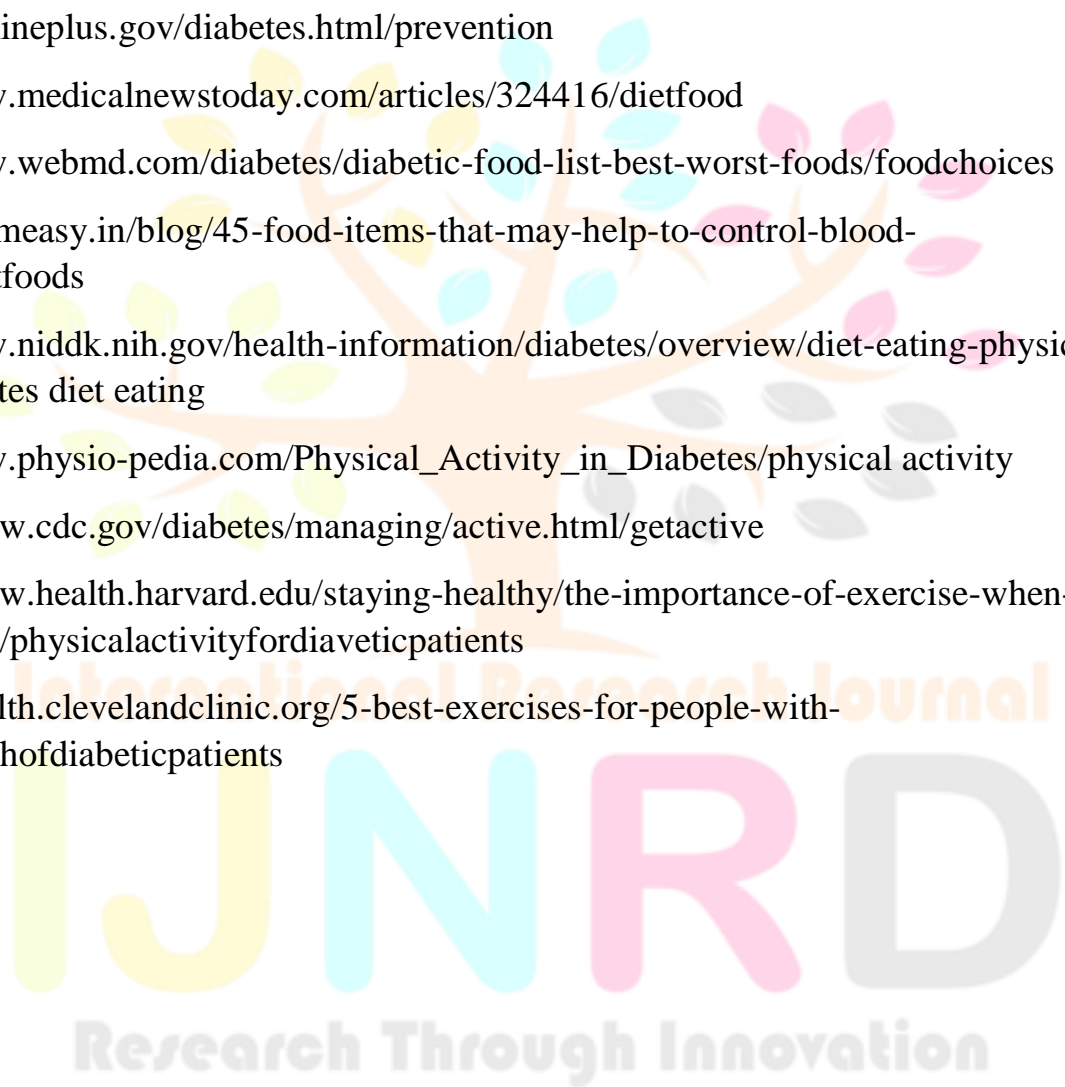 ineplus.gov/diabetes.html/prevention
.medicalnewstoday.com/articles/324416/dietfood
.webmd.com/diabetes/diabetic-food-list-best-worst-foods/foodchoices
measy.in/blog/45-food-items-that-may-help-to-control-blood-
foods
.niddk.nih.gov/health-information/diabetes/overview/diet-eating-physic
tes diet eating
.physio-pedia.com/Physical_Activity_in_Diabetes/physical activity
w.cdc.gov/diabetes/managing/active.html/getactive
w.health.harvard.edu/staying-healthy/the-importance-of-exercise-when-
/physicalactivityfordiaveticpatients
International Research Journal
lth.clevelandclinic.org/5-best-exercises-for-people-with-
hofdiabeticpatients
IJNRD
Research Through Innovation